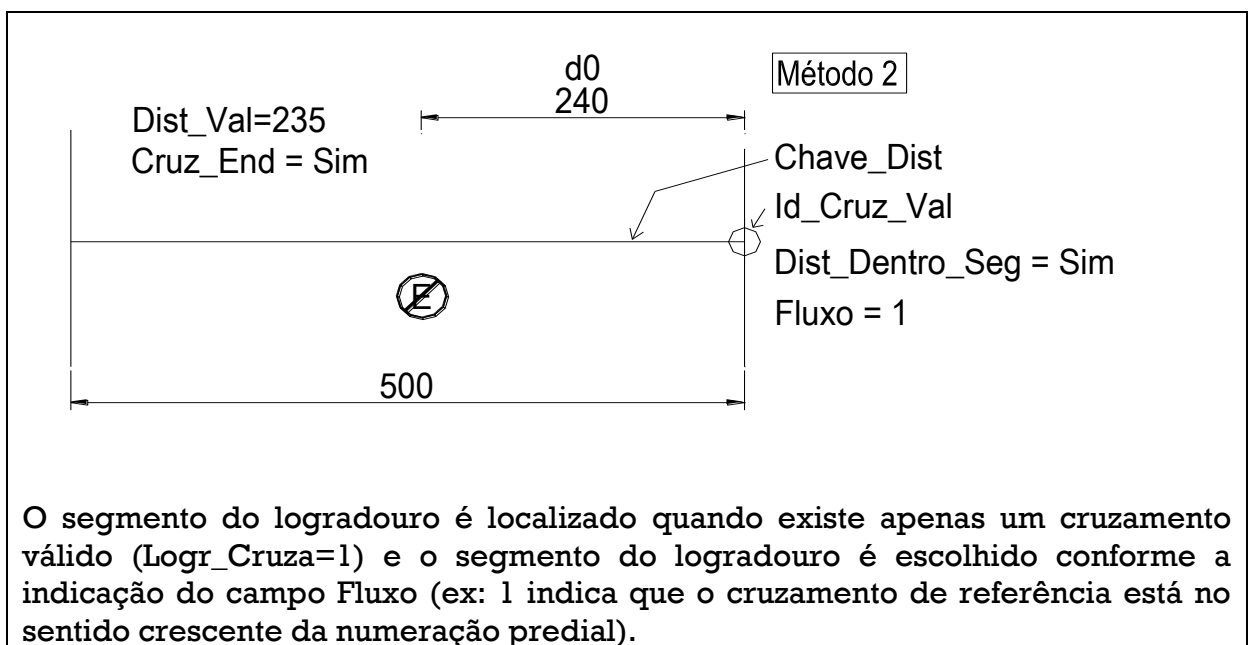 d0
240
Método 2
Dist_Val=235
Cruz_End = Sim
Chave_Dist
Id_Cruz_Val
Dist_Dentro_Seg = Sim
Fluxo = 1
E
500
O segmento do logradouro é localizado quando existe apenas um cruzamento
válido (Logr_Cruza=1) e o segmento do logradouro é escolhido conforme a
indicação do campo Fluxo (ex: 1 indica que o cruzamento de referência está no
sentido crescente da numeração predial).